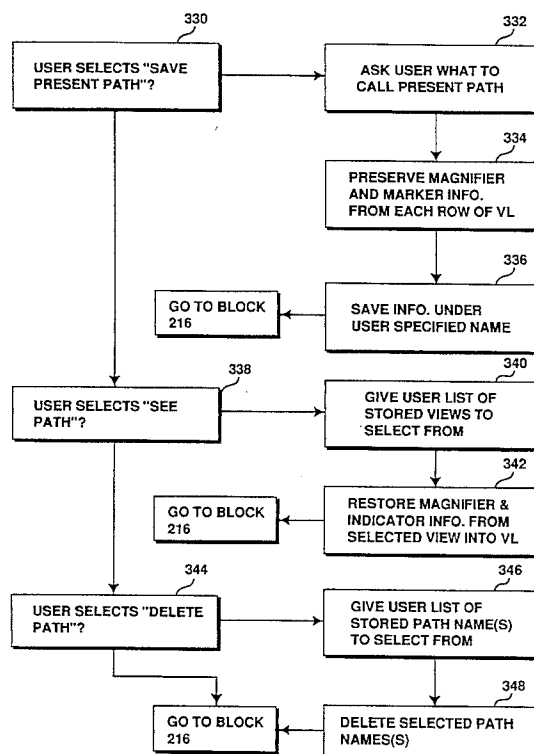 330
USER SELECTS "SAVE
PRESENT PATH"?
332
ASK USER WHAT TO
CALL PRESENT PATH
334
PRESERVE MAGNIFIER
AND MARKER INFO.
FROM EACH ROW OF VL
336
SAVE INFO. UNDER
USER SPECIFIED NAME
GO TO BLOCK
216
338
USER SELECTS "SEE
PATH"?
340
GIVE USER LIST OF
STORED VIEWS TO
SELECT FROM
342
RESTORE MAGNIFIER &
INDICATOR INFO. FROM
SELECTED VIEW INTO VL
GO TO BLOCK
216
344
USER SELECTS "DELETE
PATH"?
346
GIVE USER LIST OF
STORED PATH NAME(S)
TO SELECT FROM
348
DELETE SELECTED PATH
NAMES(S)
GO TO BLOCK
216